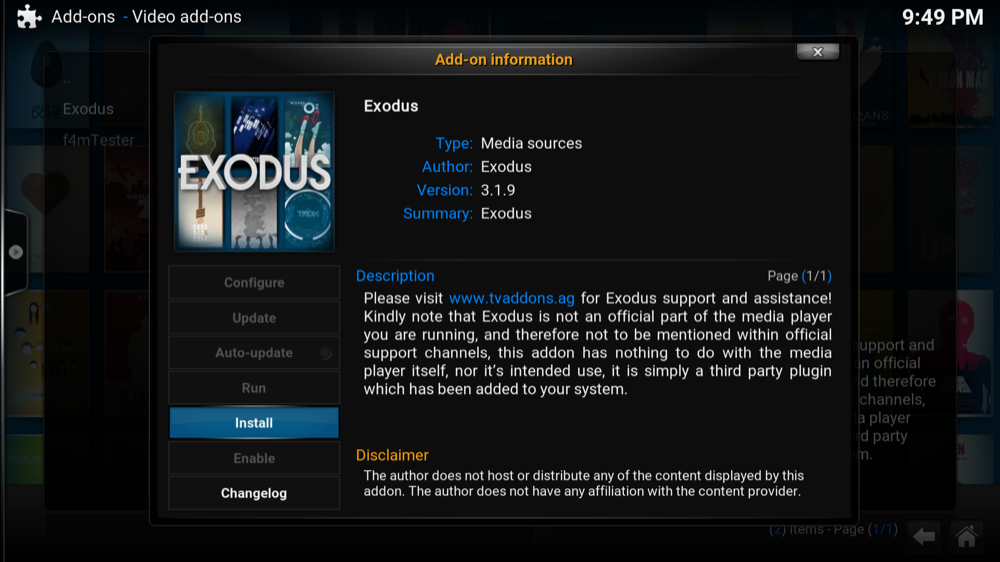 Add-ons - Video add-ons
9:49 PM
Add-on information
..
Exodus
f4mTester
EXODUS
Exodus
Type: Media sources
Author: Exodus
Version: 3.1.9
Summary: Exodus
Configure
Update
Auto-update
Run
Install
Enable
Changelog
Description
Page (1/1)
Please visit www.tvaddons.ag for Exodus support and assistance!
Kindly note that Exodus is not an official part of the media player
you are running, and therefore not to be mentioned within official
support channels, this addon has nothing to do with the media
player itself, nor it's intended use, it is simply a third party plugin
which has been added to your system.
Disclaimer
The author does not host or distribute any of the content displayed by this
addon. The author does not have any affiliation with the content provider.
IRON MAN
upport and
n official
d therefore
channels,
a player
d party
m.
(2) Items - Page (1/1)